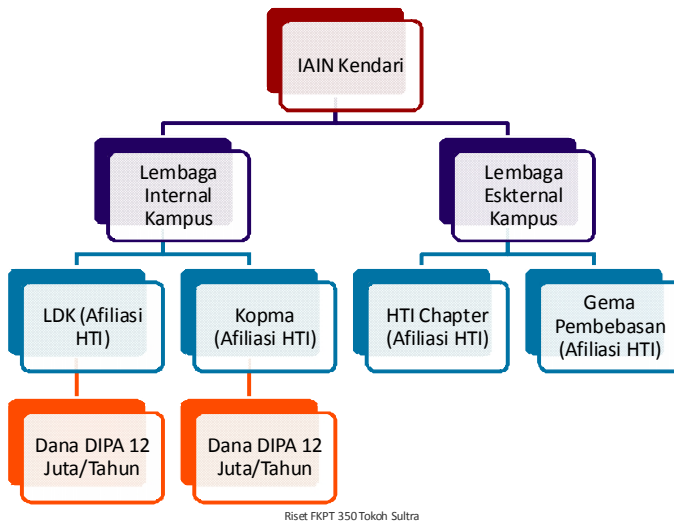 IAIN Kendari
Lembaga
Internal
Kampus
Lembaga
Eskternal
Kampus
LDK (Afiliasi
HTI)
Kopma
(Afiliasi HTI)
HTI Chapter
(Afiliasi HTI)
Gema
Pembebasan
(Afiliasi HTI)
Dana DIPA 12
Juta/Tahun
Dana DIPA 12
Juta/Tahun
Riset FKPT 350 Tokoh Sultra